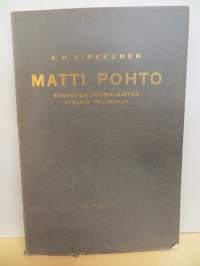 A. H. VIRKKUNEN
MATTI POHTO
VANHOJEN SUOMALAISTEN
KIRJAIN PELASTAJA